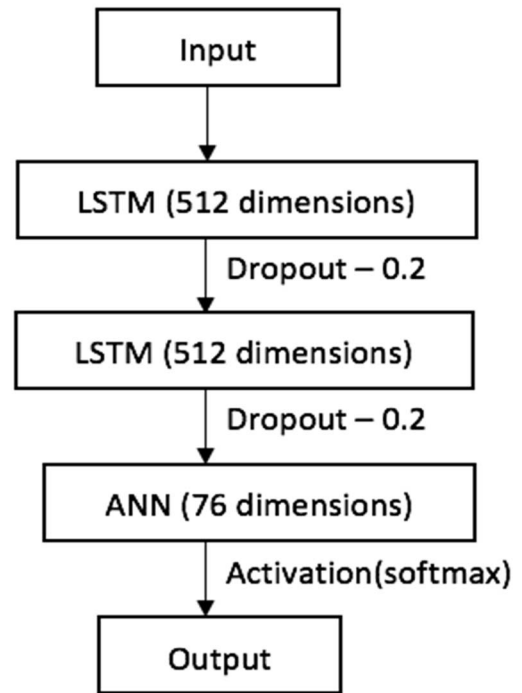 Input
LSTM (512 dimensions)
Dropout – 0.2
LSTM (512 dimensions)
Dropout – 0.2
ANN (76 dimensions)
Activation(softmax)
Output